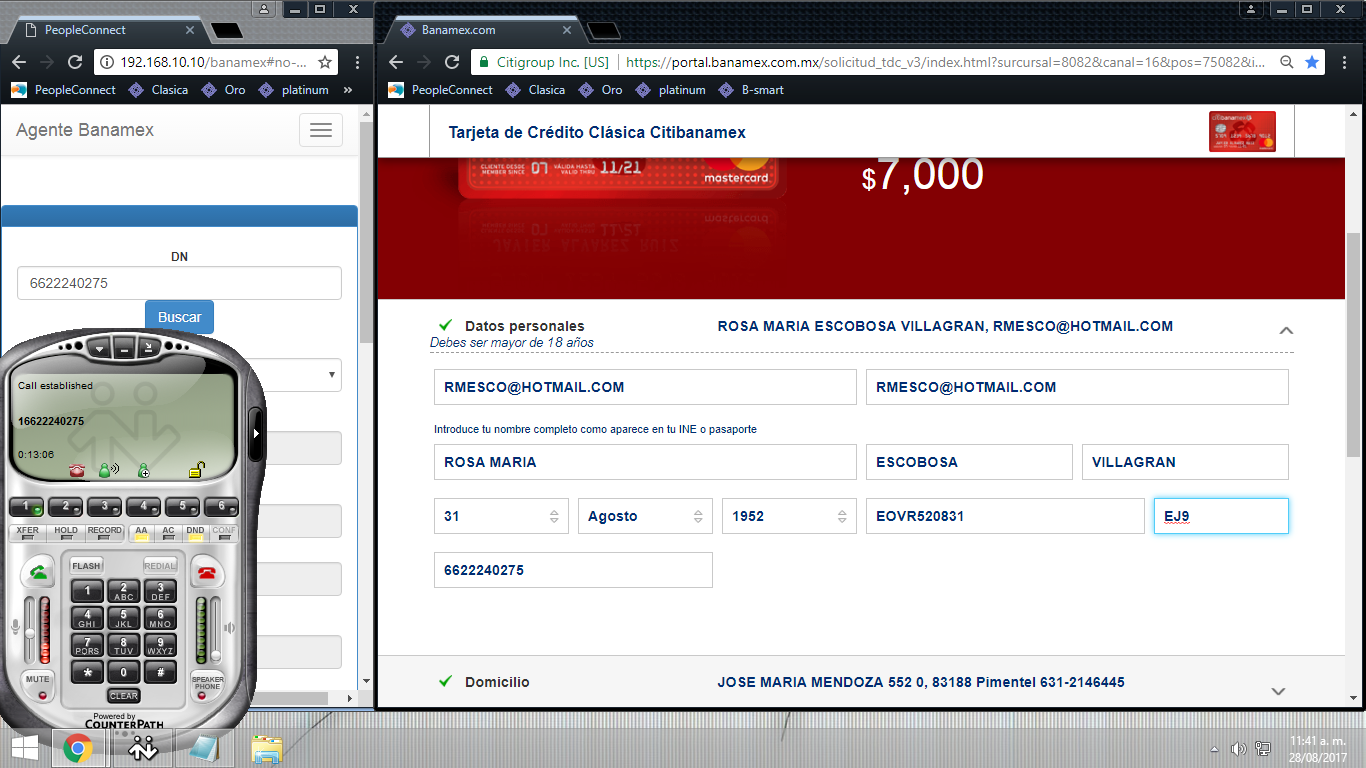 PeopleConnect
192.168.10.10/banamex#no-...
PeopleConnect Clasica Oro platinum »
Agente Banamex
DN
6622240275
Buscar
Call established
16622240275
0:13:06
1 2 3 4 5 6
XFER HOLD RECORD AA AC DND CONF
FLASH REDIAL
1 2 ABC 3 DEF
4 GHI 5 JKL 6 MNO
7 PQRS 8 TUV 9 WXYZ
* 0 #
MUTE CLEAR SPEAKER PHONE
Powered by
COUNTERPATH
Banamex.com
Citigroup Inc. [US] https://portal.banamex.com.mx/solicitud_tdc_v3/index.html?surcursal=8082&canal=16&pos=75082&i...
PeopleConnect Clasica Oro platinum B-smart
Tarjeta de Crédito Clásica Citibanamex
CLIENTE DESDE MEMBER SINCE 07 VÁLIDA HASTA VALID THRU 11/21
mastercard
$7,000
Datos personales ROSA MARIA ESCOBOSA VILLAGRAN, RMESCO@HOTMAIL.COM
Debes ser mayor de 18 años
RMESCO@HOTMAIL.COM RMESCO@HOTMAIL.COM
Introduce tu nombre completo como aparece en tu INE o pasaporte
ROSA MARIA ESCOBOSA VILLAGRAN
31 Agosto 1952 EOVR520831 EJ9
6622240275
Domicilio JOSE MARIA MENDOZA 552 0, 83188 Pimentel 631-2146445
11:41 a. m.
28/08/2017